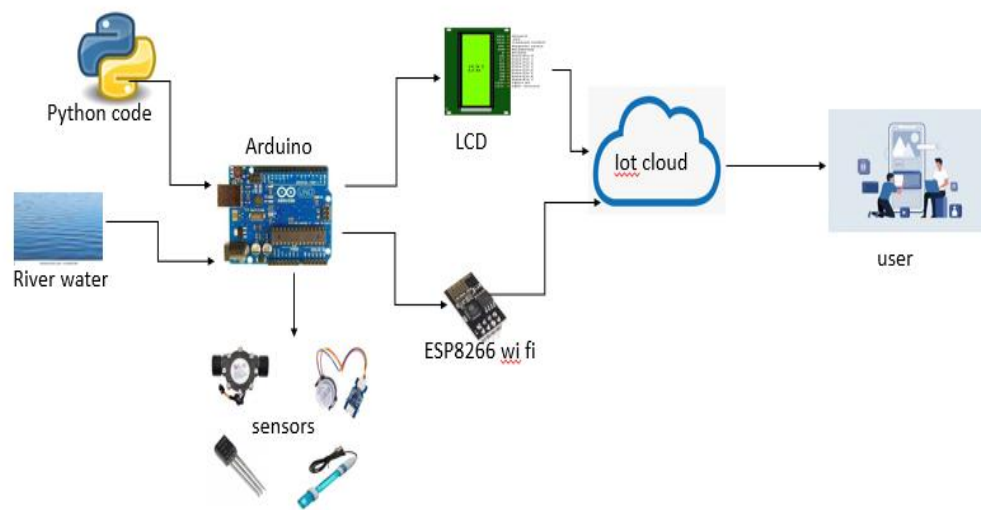 Python code
Arduino
LCD
Iot cloud
River water
user
ESP8266 wi fi
sensors